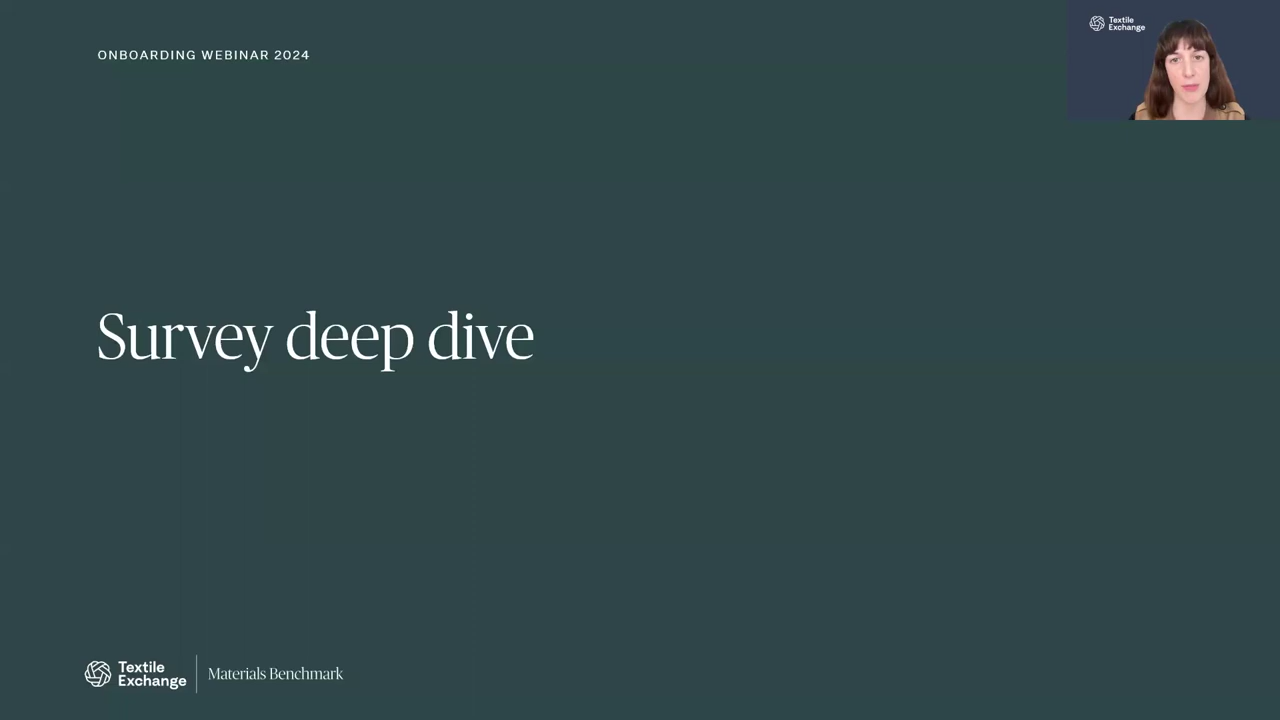 ONBOARDING WEBINAR 2024
Textile
Exchange
Survey deep dive
Textile
Exchange
Materials Benchmark